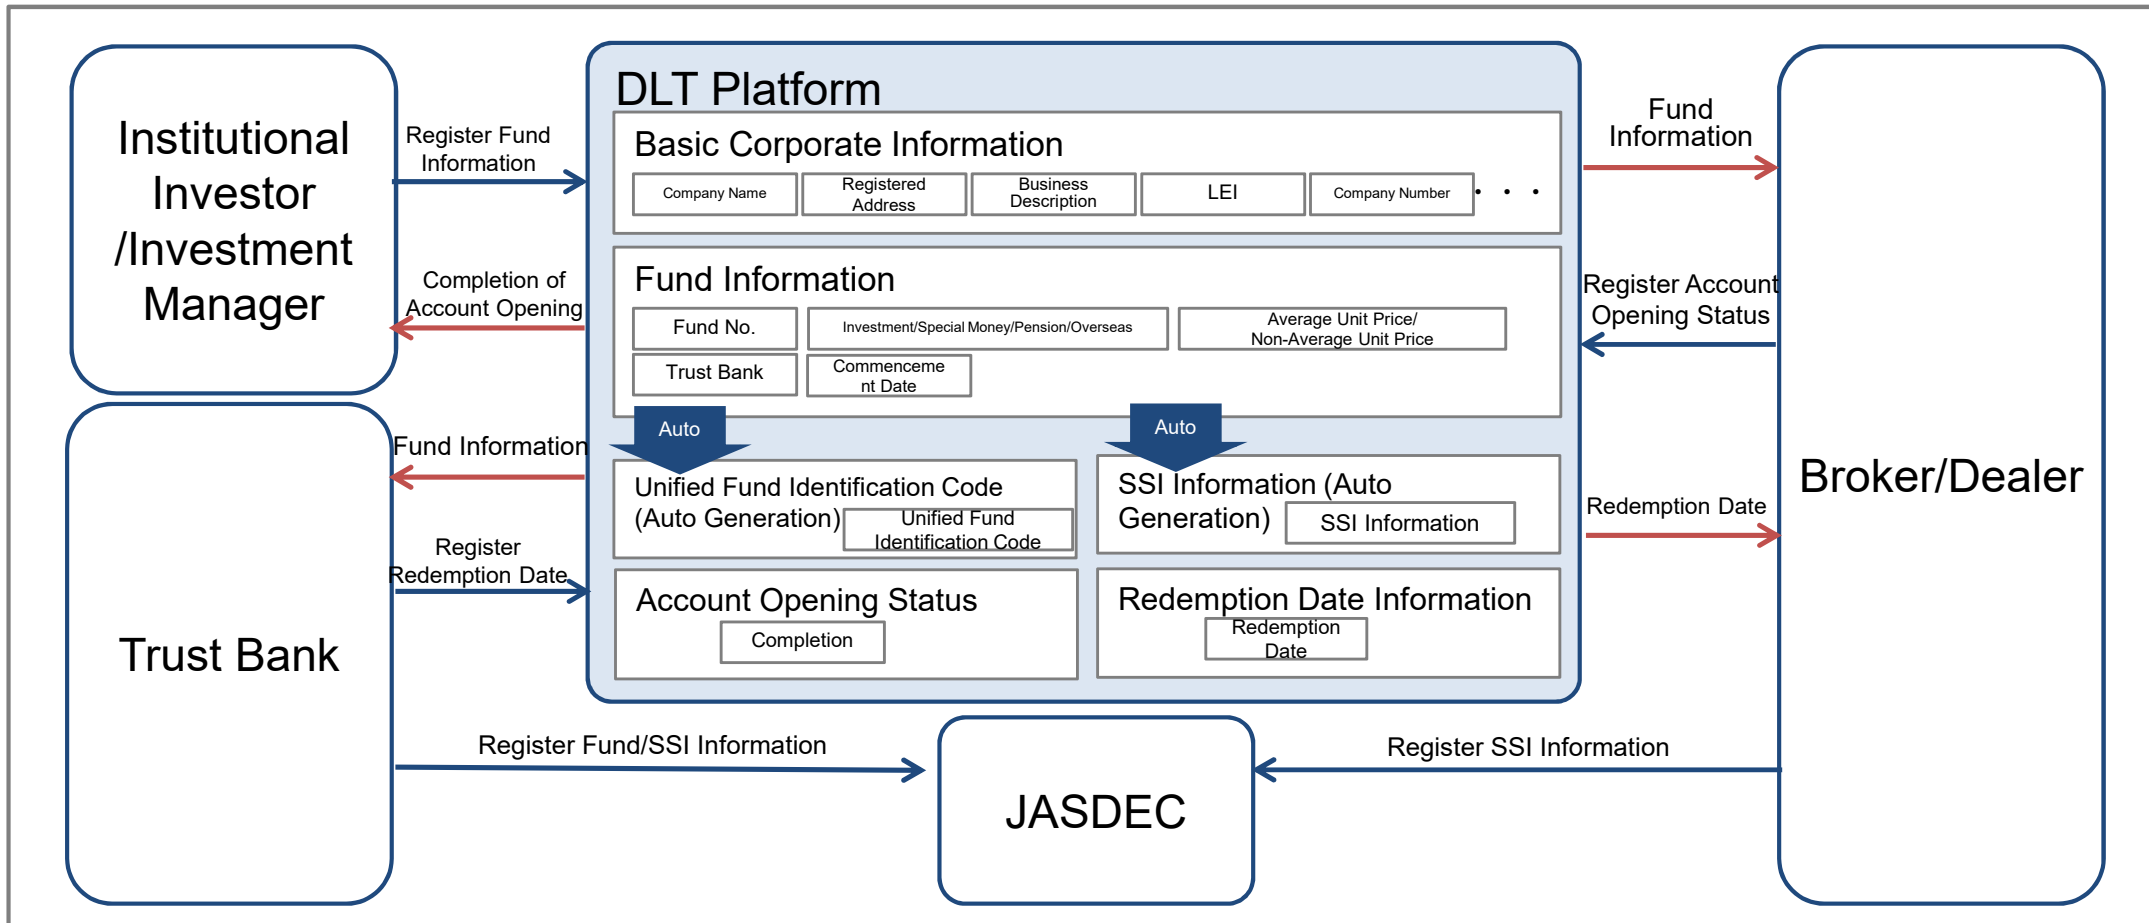 Institutional
Investor
/Investment
Manager
Register Fund
Information
Completion of
Account Opening
Trust Bank
Fund Information
Register
Redemption Date
DLT Platform
Basic Corporate Information
Company Name
Registered
Address
Business
Description
LEI
Company Number
・・・
Fund Information
Fund No.
Investment/Special Money/Pension/Overseas
Average Unit Price/
Non-Average Unit Price
Trust Bank
Commenceme
nt Date
Auto
Auto
Unified Fund Identification Code
(Auto Generation)
Unified Fund
Identification Code
SSI Information (Auto
Generation)
SSI Information
Account Opening Status
Completion
Redemption Date Information
Redemption
Date
Fund
Information
Register Account
Opening Status
Redemption Date
Broker/Dealer
Register Fund/SSI Information
JASDEC
Register SSI Information